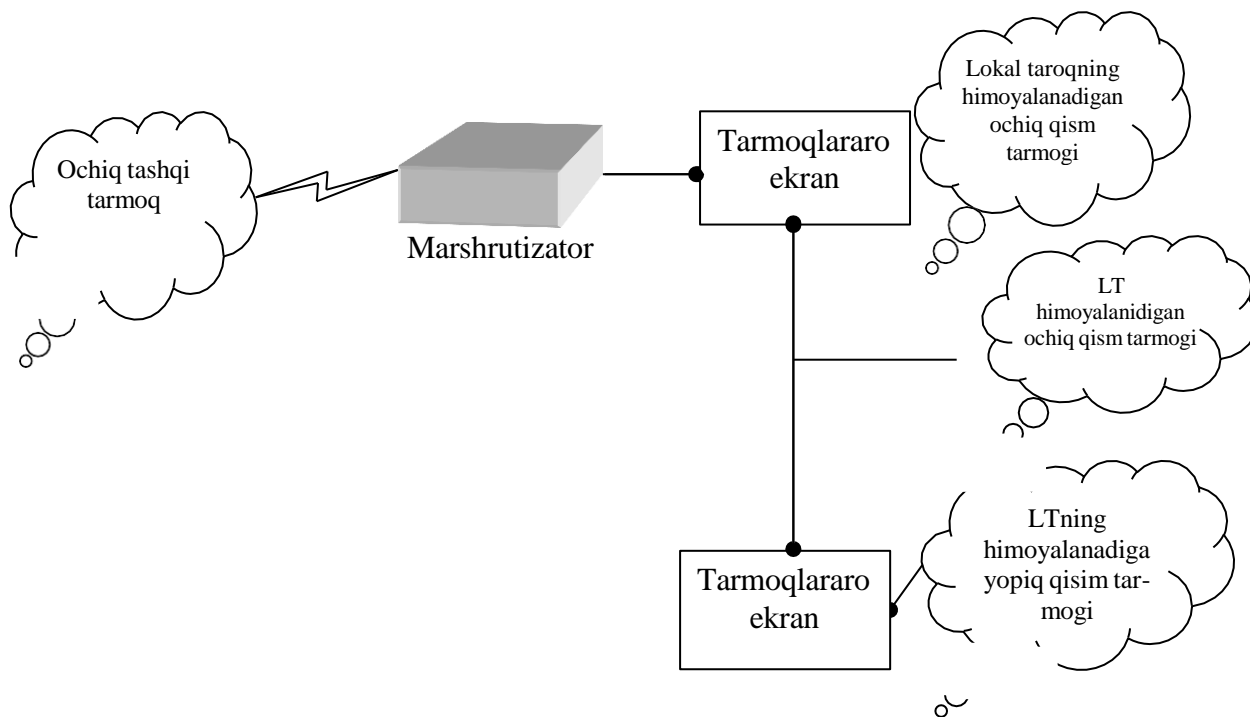 Ochiq tashqi
tarmoq
Marshrutizator
Tarmoqlararo
ekran
Lokal taroqning
himoyalanadigan
ochiq qism
tarmogi
LT
himoyalanidigan
ochiq qism tarmogi
Tarmoqlararo
ekran
LTning
himoyalanadiga
yopiq qisim tar-
mogi